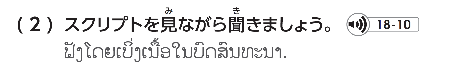 (2) スクリプトを見ながら聞きましょう。 18-10
ຟັງໂດຍເບິ່ງເນື້ອໃນບົດສົນທະນາ.